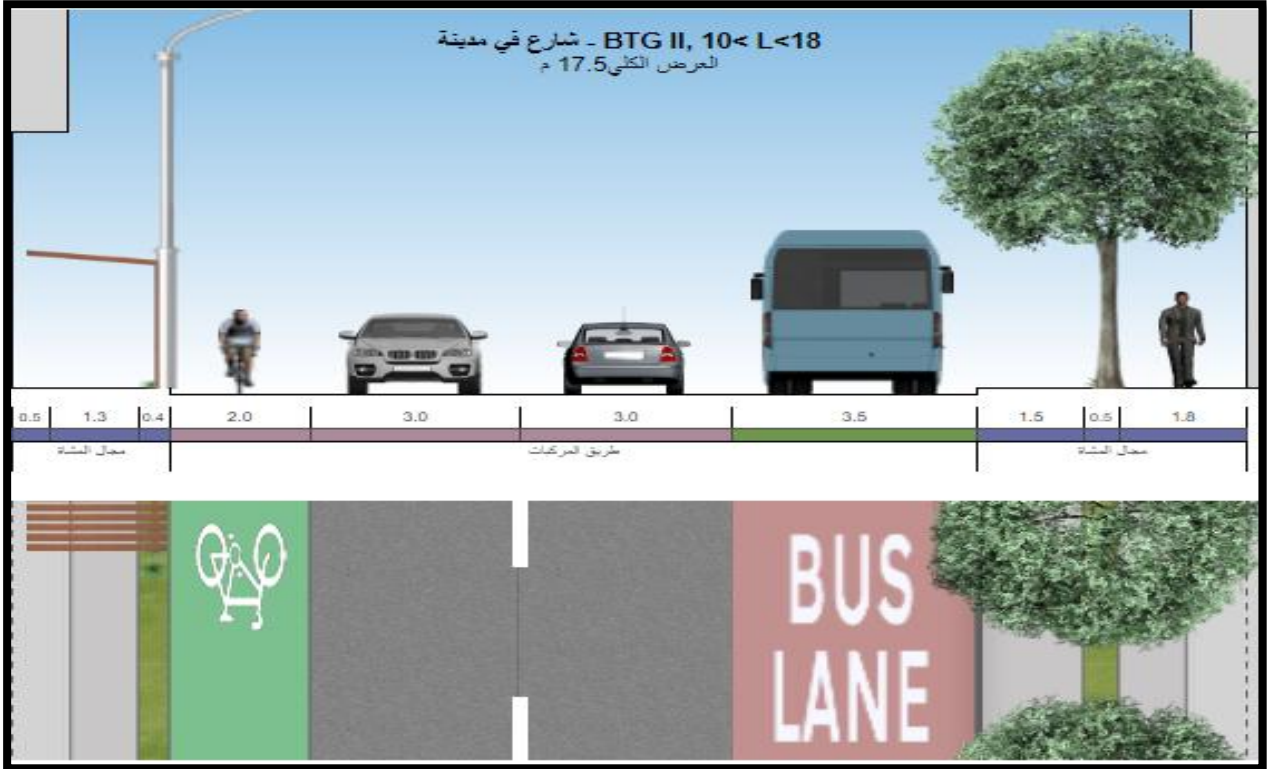 BTG II, 10< L<18 - شارع في مدينة
العرض الكلي17.5 م
0.5 1.3 0.4 2.0 3.0 3.0 3.5 1.5 0.5 1.8
مجال المشاة طريق المركبات مجال المشاة
BUS
LANE